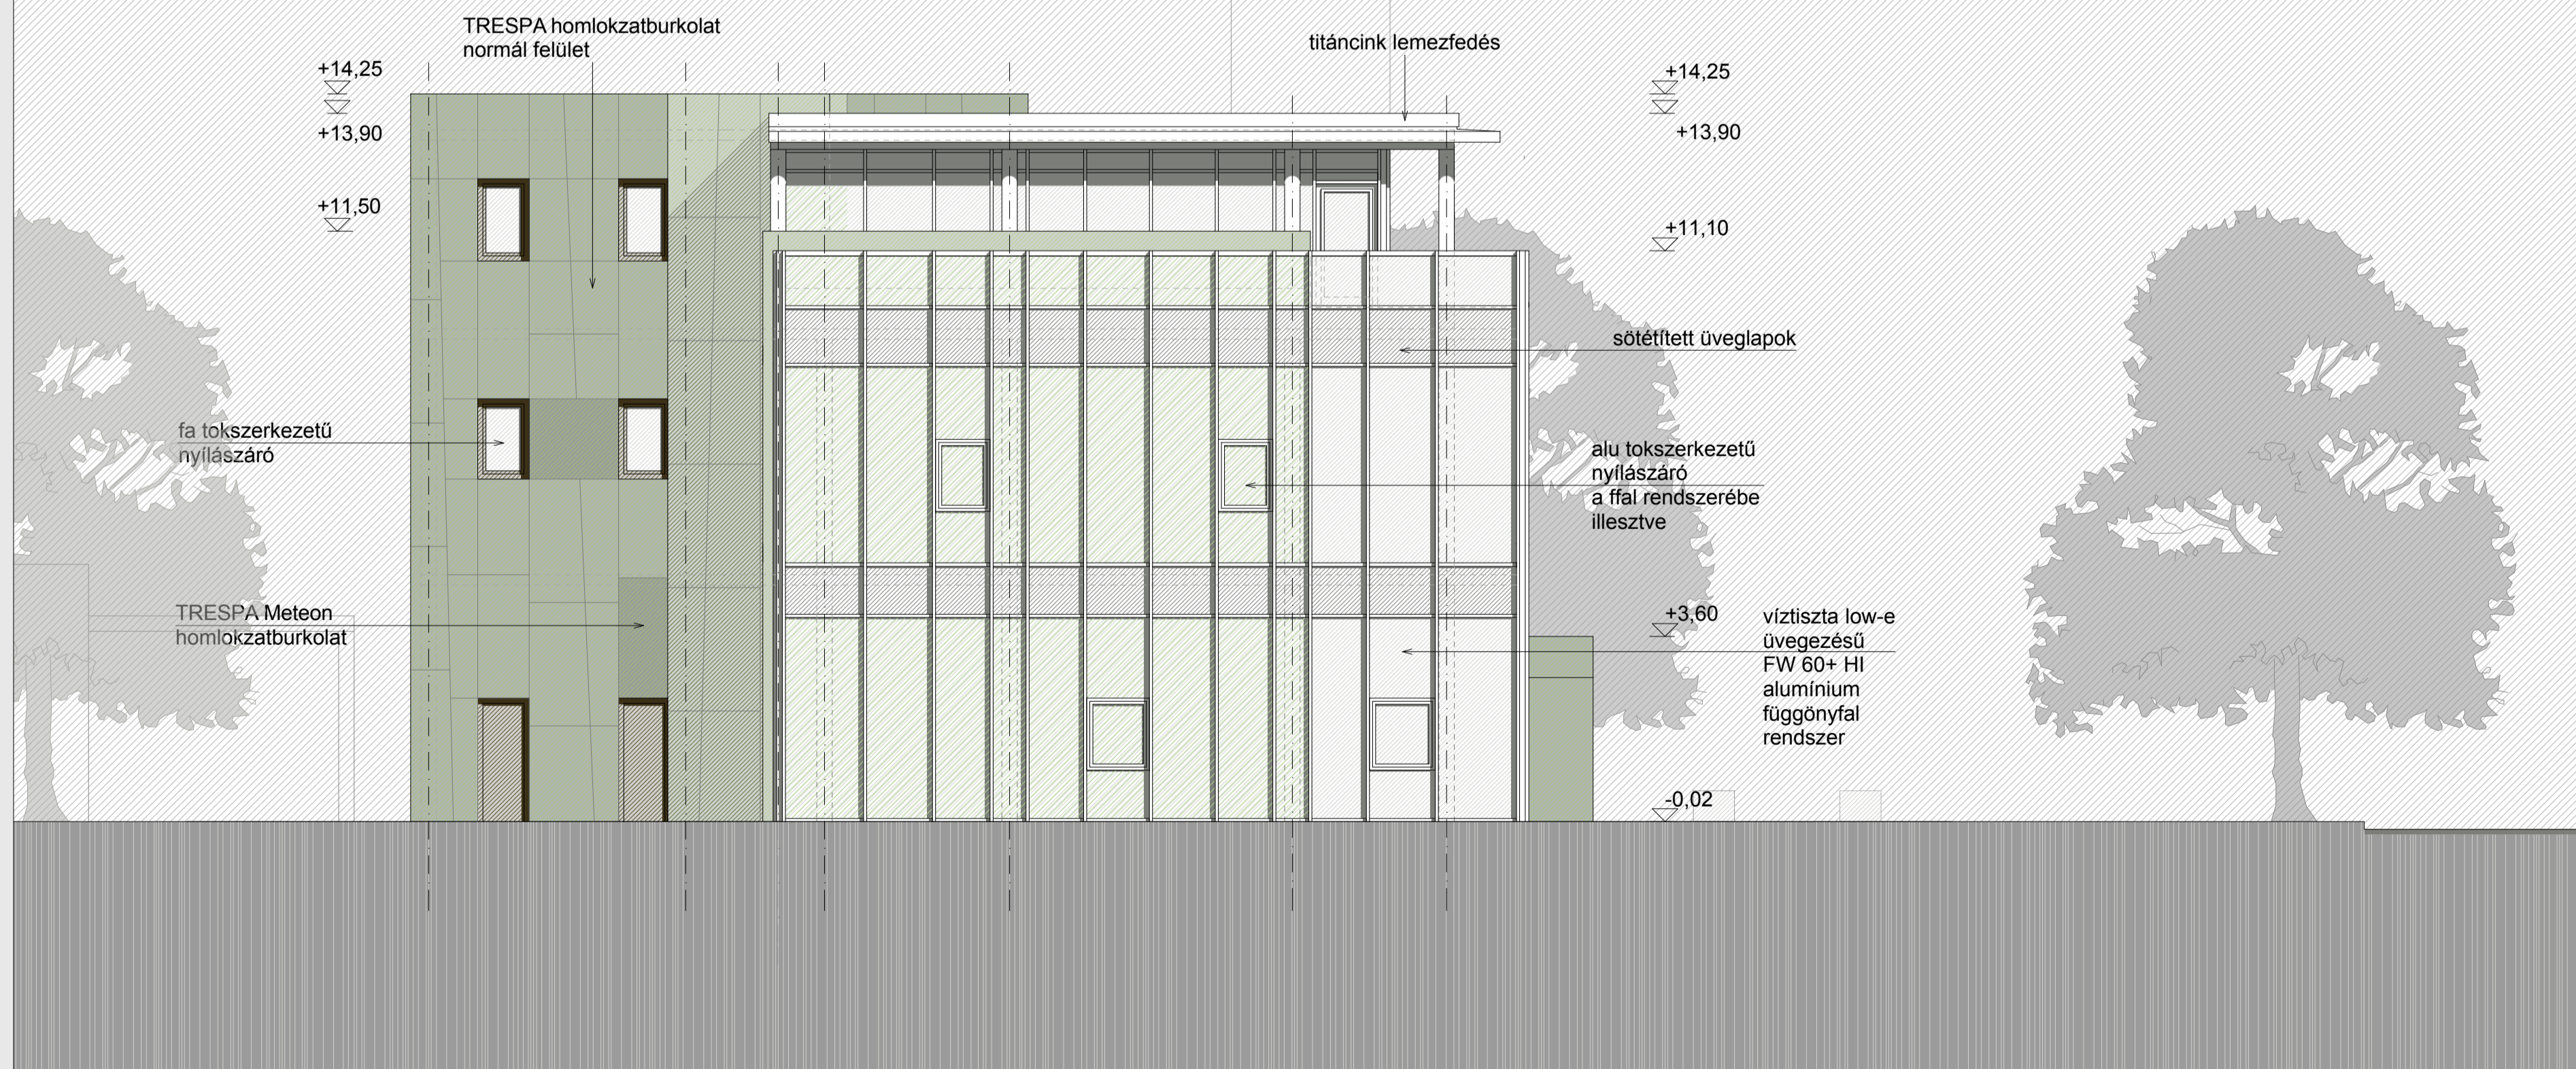 TRESPA homlokzatburkolat
normál felület
titáncink lemezfedés
+14,25
+14,25
+13,90
+13,90
+11,50
+11,10
sötétített üveglapok
fa tokszerkezetű
nyílászáró
alu tokszerkezetű
nyílászáró
a ffal rendszerébe
illesztve
TRESPA Meteon
homlokzatburkolat
+3,60
víztiszta low-e
üvegezésű
FW 60+ HI
alumínium
függönyfal
rendszer
-0,02